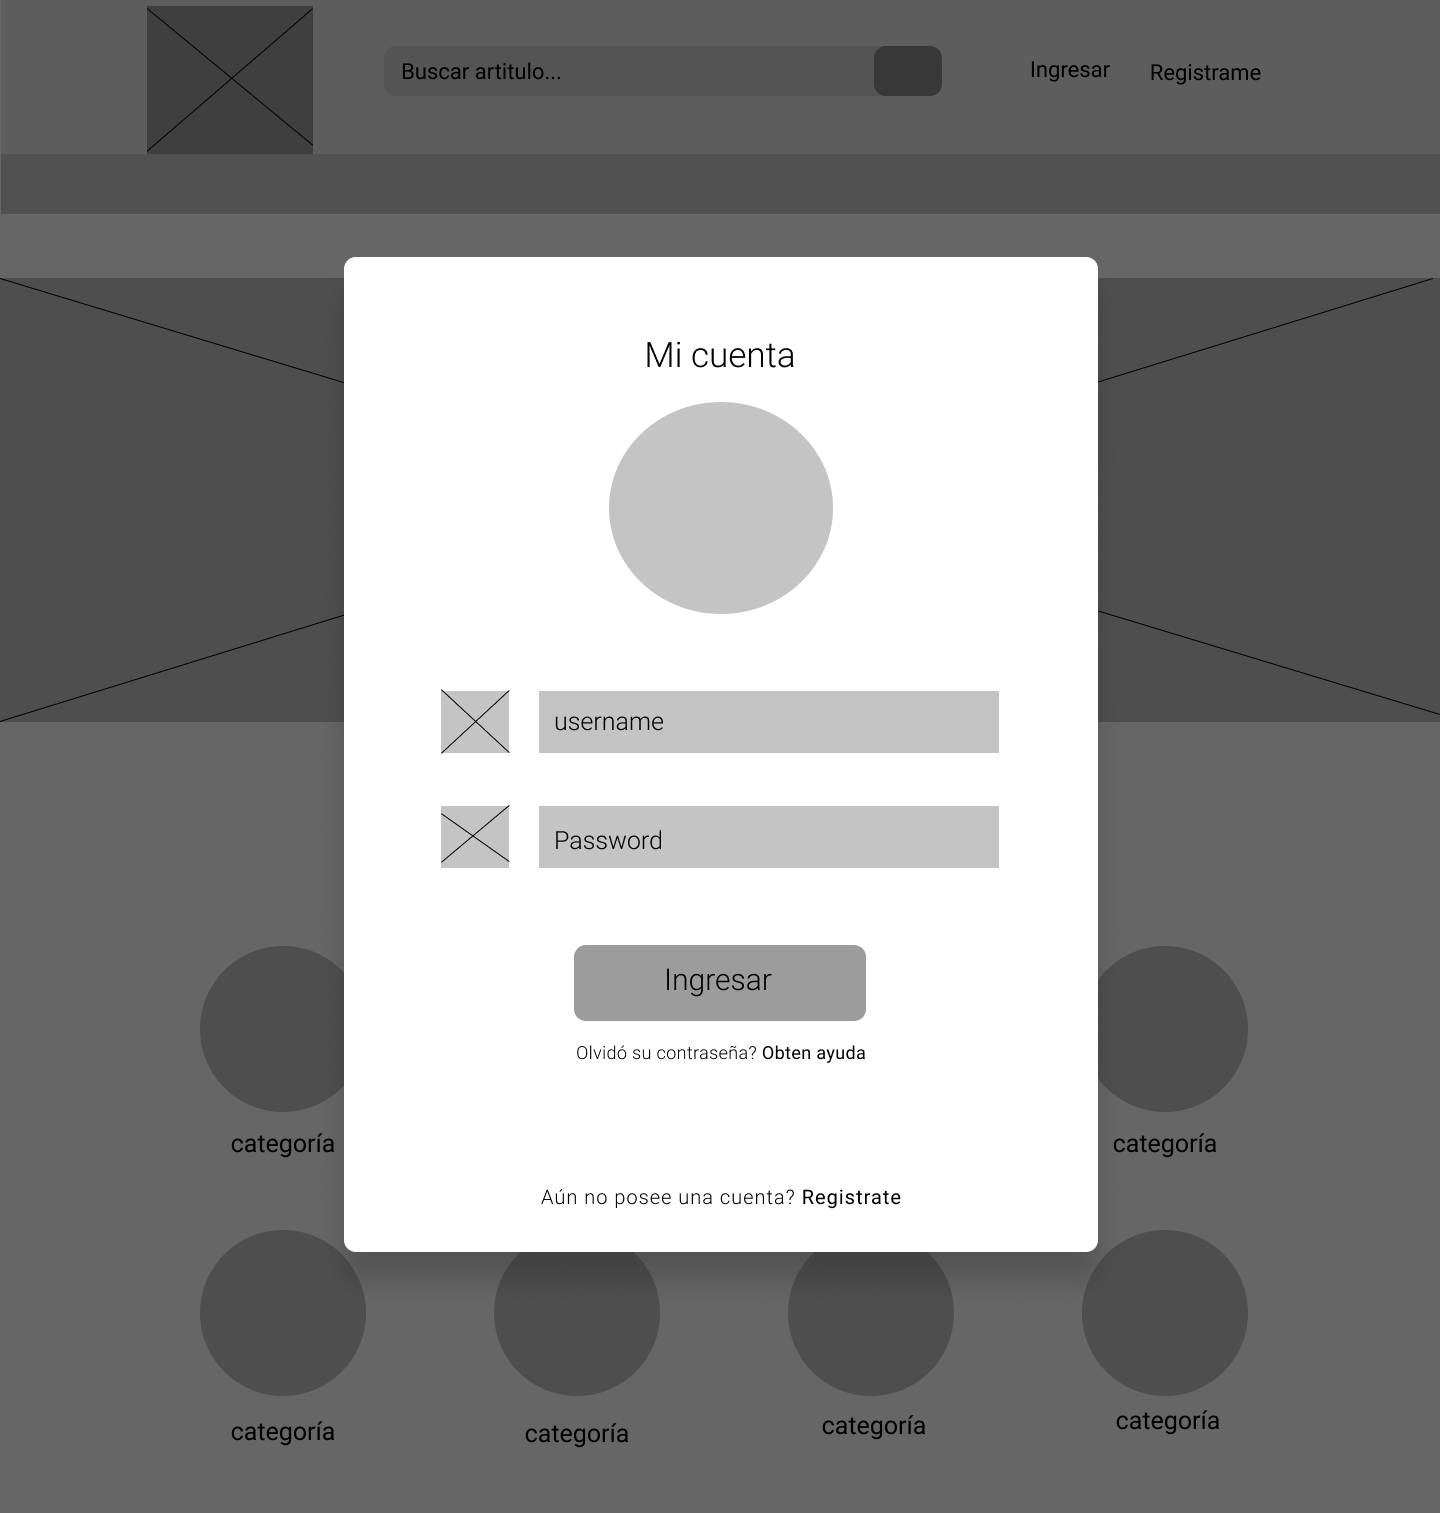 Buscar artitulo...
Ingresar
Registrame
Mi cuenta
username
Password
Ingresar
Olvidó su contraseña? Obten ayuda
categoría
categoría
Aún no posee una cuenta? Registrate
categoría
categoría
categoría
categoría